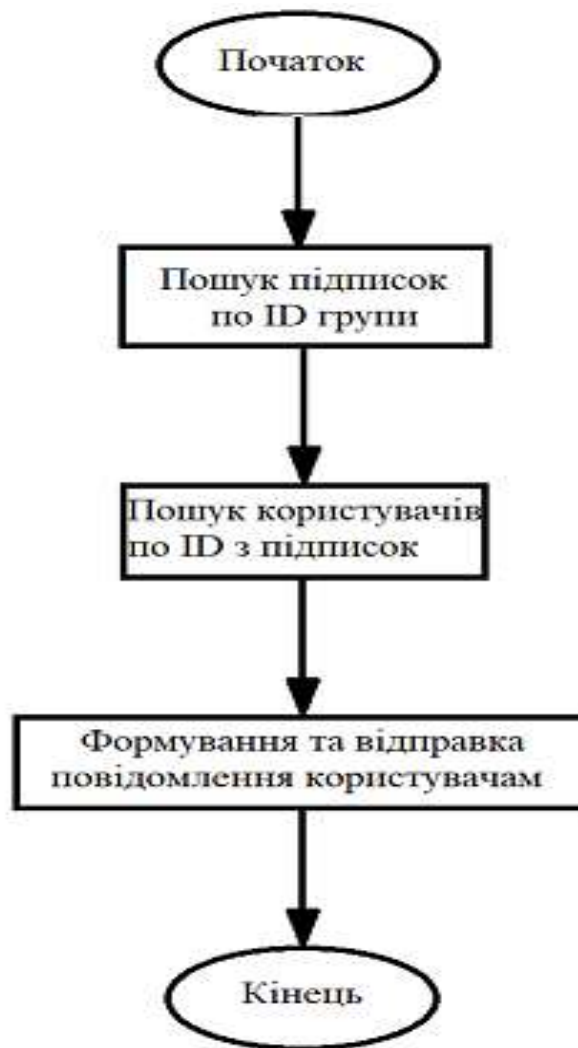 Початок
Пошук підписок
по ID групи
Пошук користувачів
по ID з підписок
Формування та відправка
повідомлення користувачам
Кінець